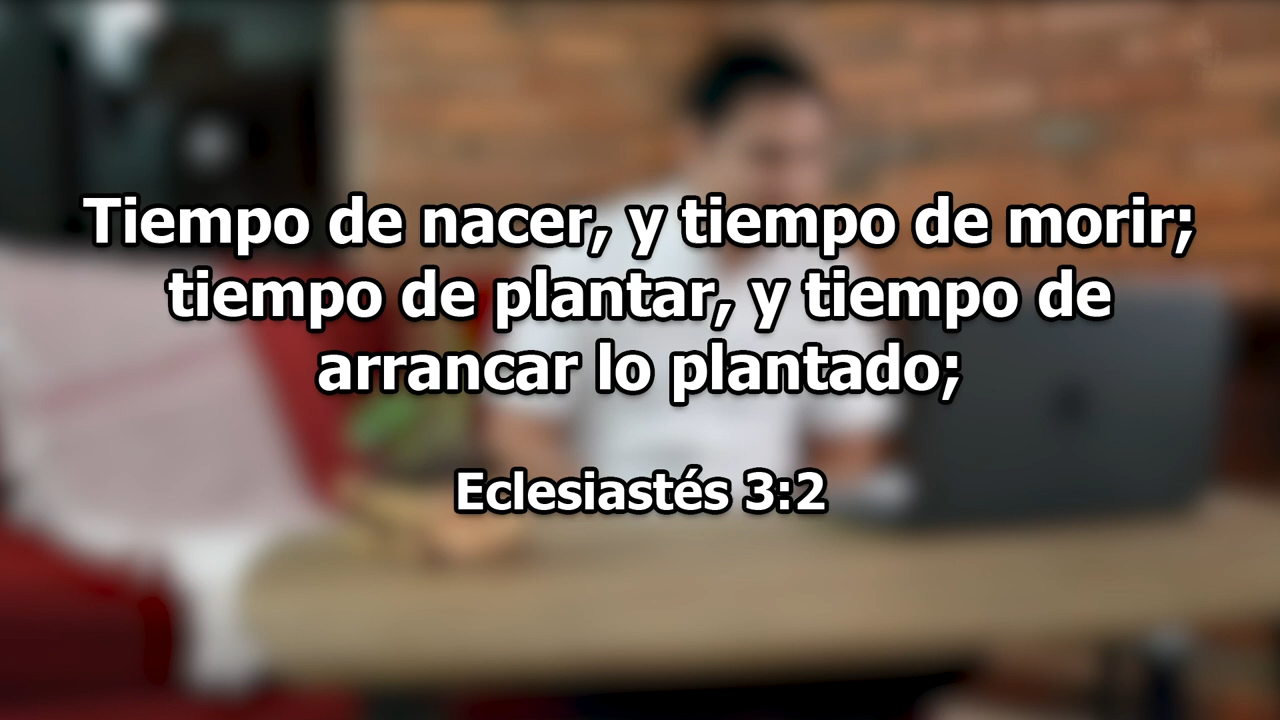 Tiempo de nacer, y tiempo de morir;
tiempo de plantar, y tiempo de
arrancar lo plantado;
Eclesiastés 3:2